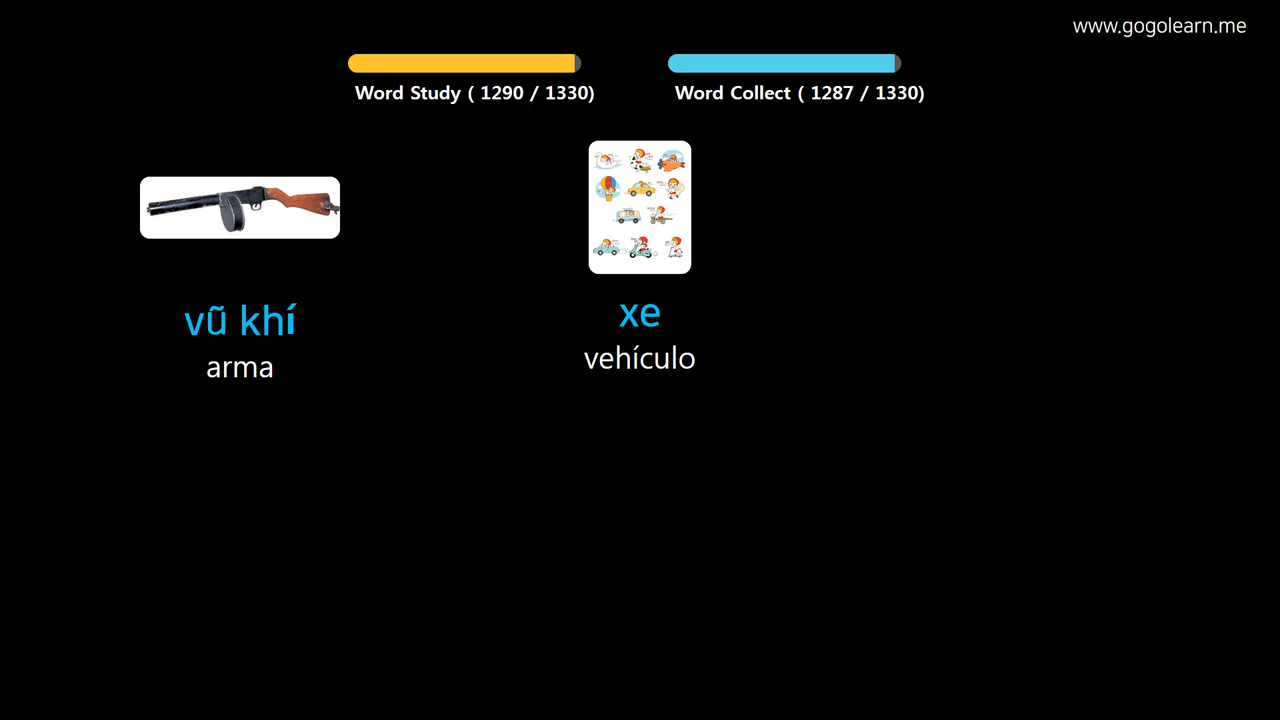 www.gogolearn.me
Word Study ( 1290 / 1330)
Word Collect ( 1287 / 1330)
vũ khí
arma
xe
vehículo